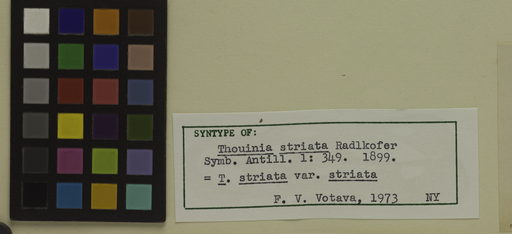 SYNTYPE OF:
Thouinia striata Radlkofer
Symb. Antill. 1: 349. 1899.
= T. striata var. striata
F. V. Votava, 1973 NY